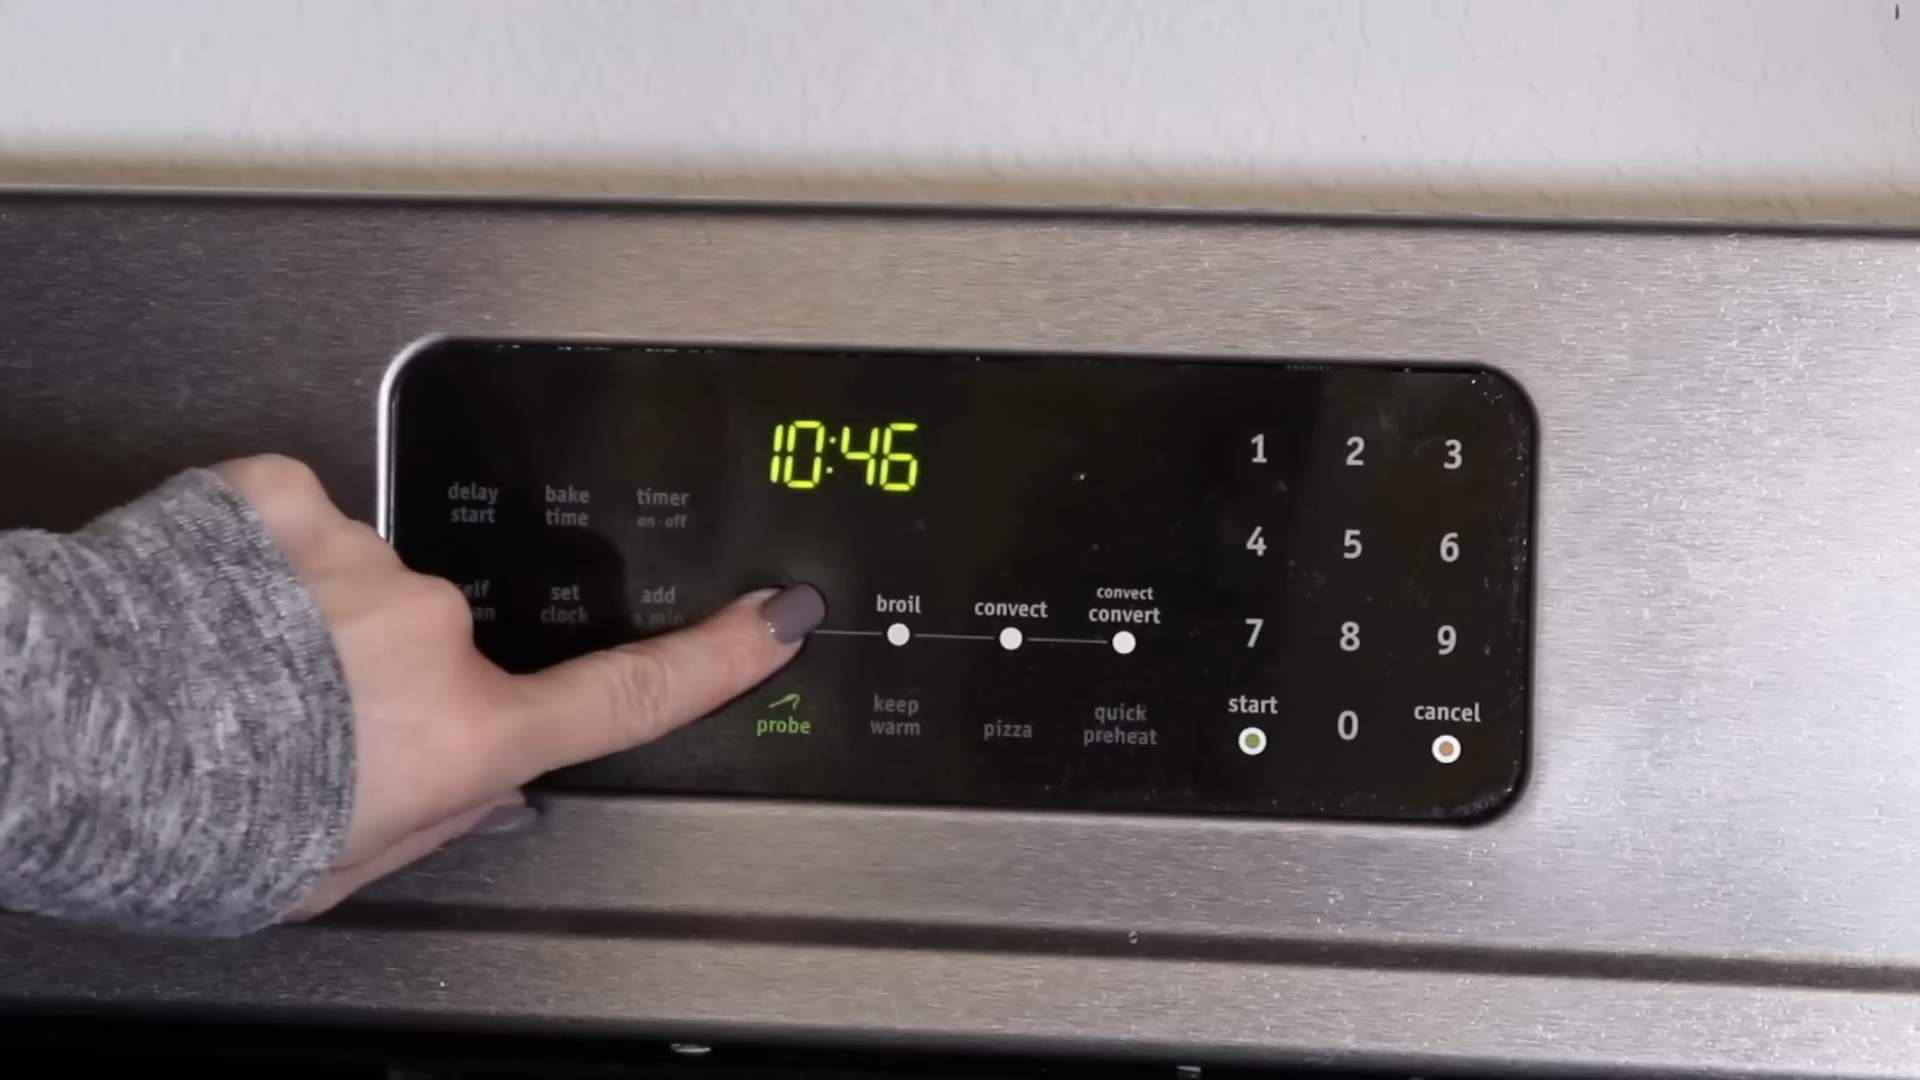 10:46
1 2 3
delay
start
bake
time
timer
on · off
4 5 6
set
clock
add
broil
convect
convect
convert
7 8 9
probe
keep
warm
pizza
quick
preheat
start
0
cancel